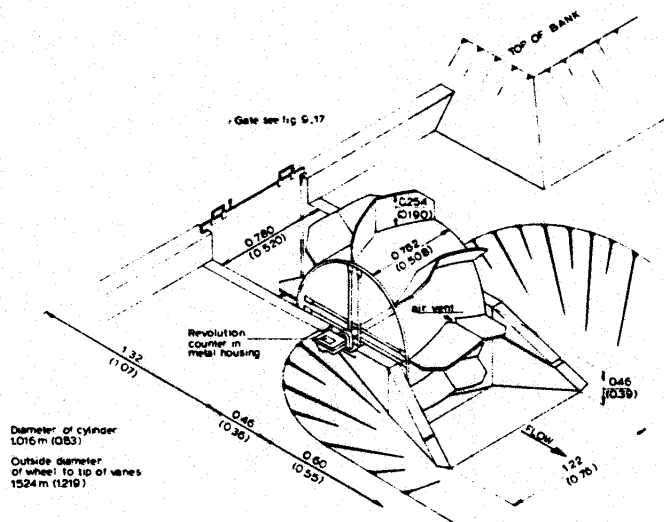 TOP OF BANK
Gate see fig 9.17
0.254
(0.190)
0.780
(0.520)
0.762
(0.508)
air vent
Revolution
counter in
metal housing
1.32
(1.07)
0.46
(0.39)
0.46
(0.36)
FLOW
0.60
(0.55)
1.22
(0.76)
Diameter of cylinder
1.016 m (0.83)
Outside diameter
of wheel to tip of vanes
1.524 m (1.219)